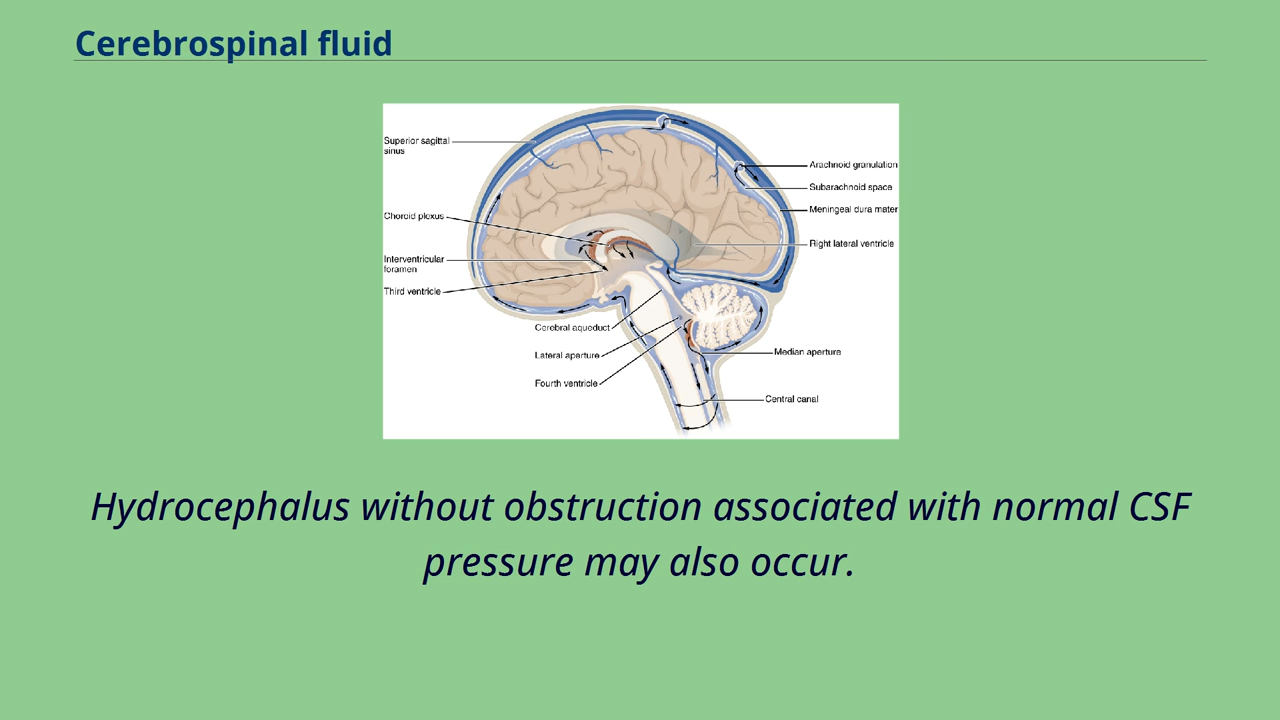 Cerebrospinal fluid
Superior sagittal
sinus
Choroid plexus
Interventricular
foramen
Third ventricle
Cerebral aqueduct
Lateral aperture
Fourth ventricle
Arachnoid granulation
Subarachnoid space
Meningeal dura mater
Right lateral ventricle
Median aperture
Central canal
Hydrocephalus without obstruction associated with normal CSF
pressure may also occur.